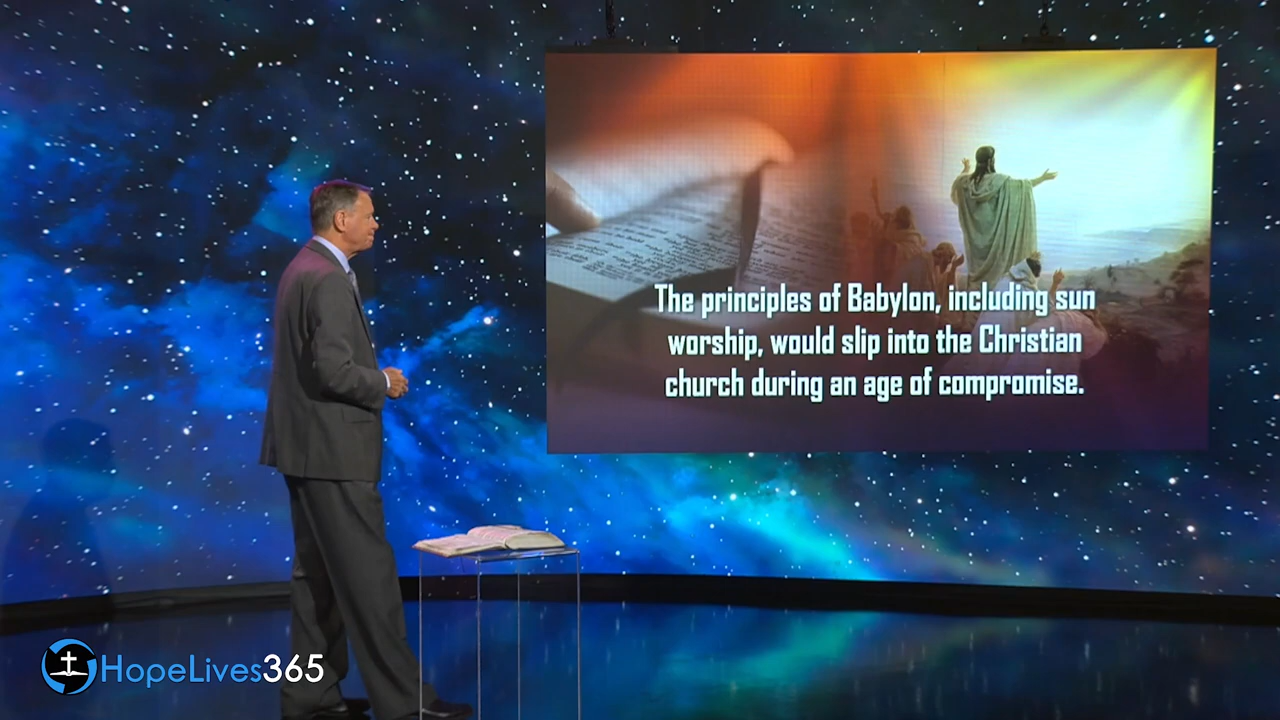 The principles of Babylon, including sun
worship, would slip into the Christian
church during an age of compromise.
HopeLives365